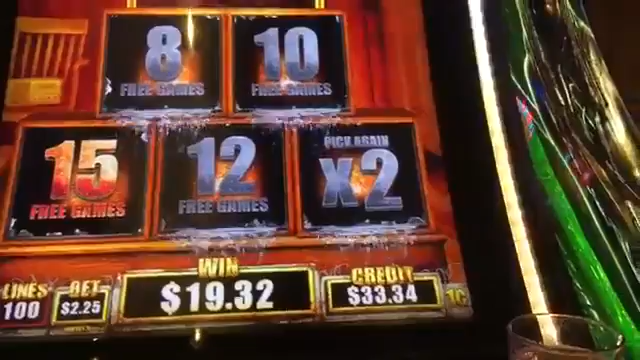 8
FREE GAMES
10
FREE GAMES
15
FREE GAMES
12
FREE GAMES
PICK AGAIN
X2
LINES
100
BET
$2.25
WIN
$19.32
CREDIT
$33.34
1¢